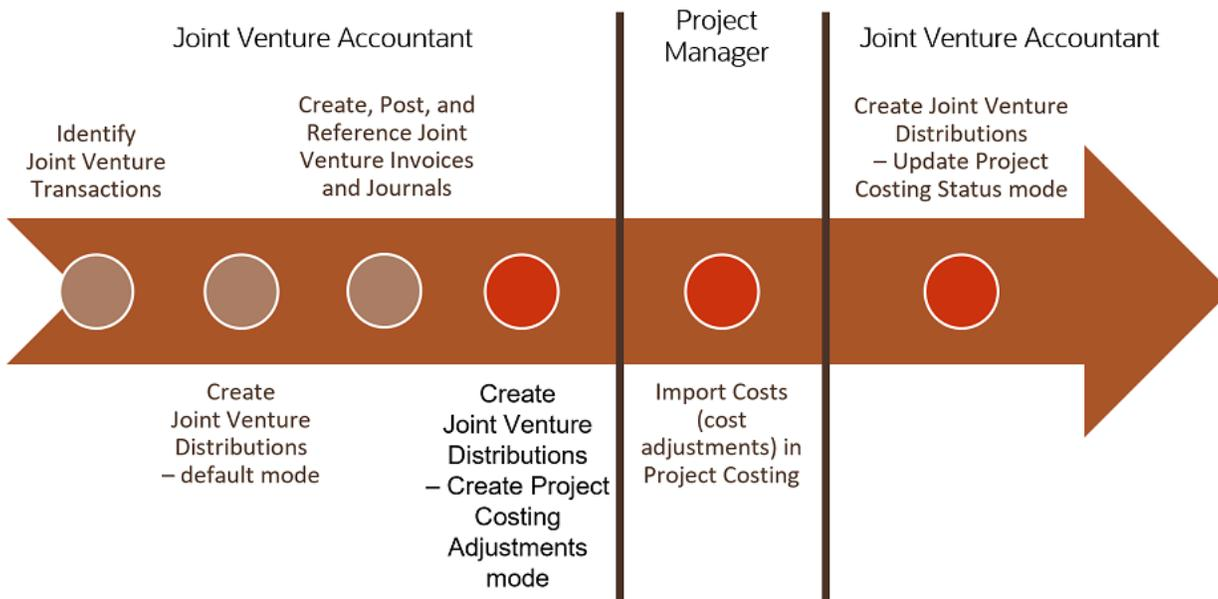 Joint Venture Accountant
Project
Manager
Joint Venture Accountant
Identify
Joint Venture
Transactions
Create, Post, and
Reference Joint
Venture Invoices
and Journals
Create Joint Venture
Distributions
– Update Project
Costing Status mode
Create
Joint Venture
Distributions
– default mode
Create
Joint Venture
Distributions
– Create Project
Costing
Adjustments
mode
Import Costs
(cost
adjustments) in
Project Costing